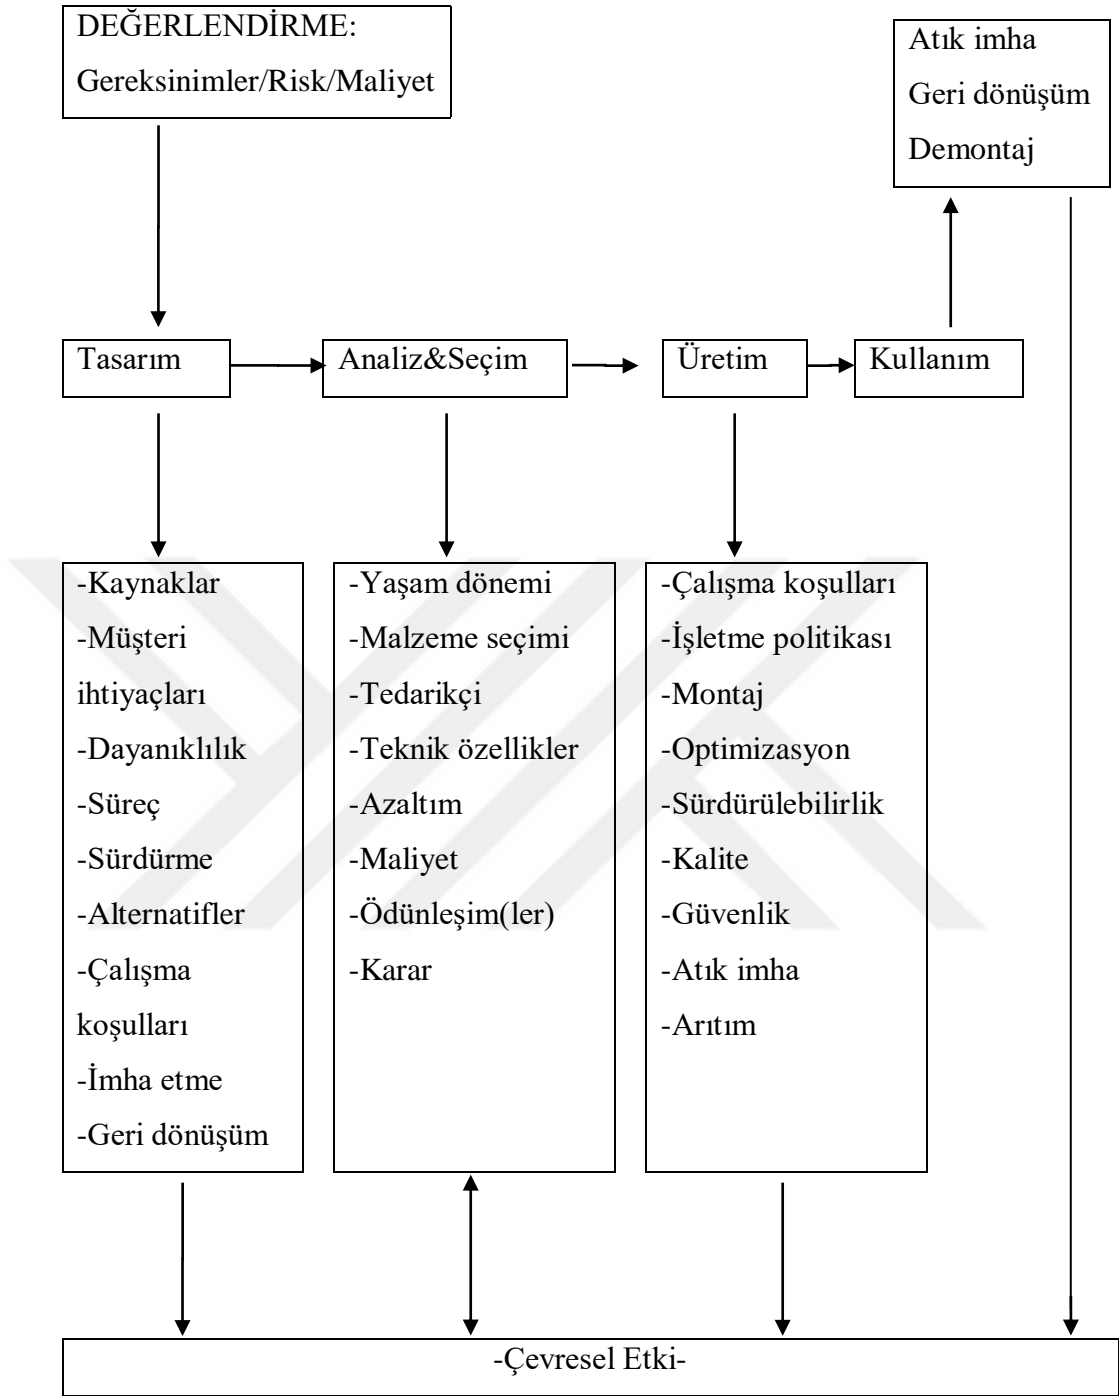 DEĞERLENDİRME:
Gereksinimler/Risk/Maliyet
Atık imha
Geri dönüşüm
Demontaj
Tasarım
Analiz&Seçim
Üretim
Kullanım
-Kaynaklar
-Müşteri
ihtiyaçları
-Dayanıklılık
-Süreç
-Sürdürme
-Alternatifler
-Çalışma
koşulları
-İmha etme
-Geri dönüşüm
-Yaşam dönemi
-Malzeme seçimi
-Tedarikçi
-Teknik özellikler
-Azaltım
-Maliyet
-Ödünleşim(ler)
-Karar
-Çalışma koşulları
-İşletme politikası
-Montaj
-Optimizasyon
-Sürdürülebilirlik
-Kalite
-Güvenlik
-Atık imha
-Arıtım
-Çevresel Etki-